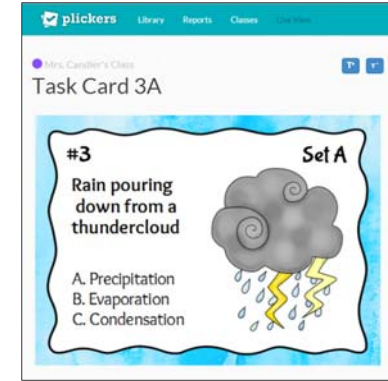 plickers Library Reports Classes Live View
Mrs. Candler's Class
Task Card 3A
#3 Set A
Rain pouring
down from a
thundercloud
A. Precipitation
B. Evaporation
C. Condensation